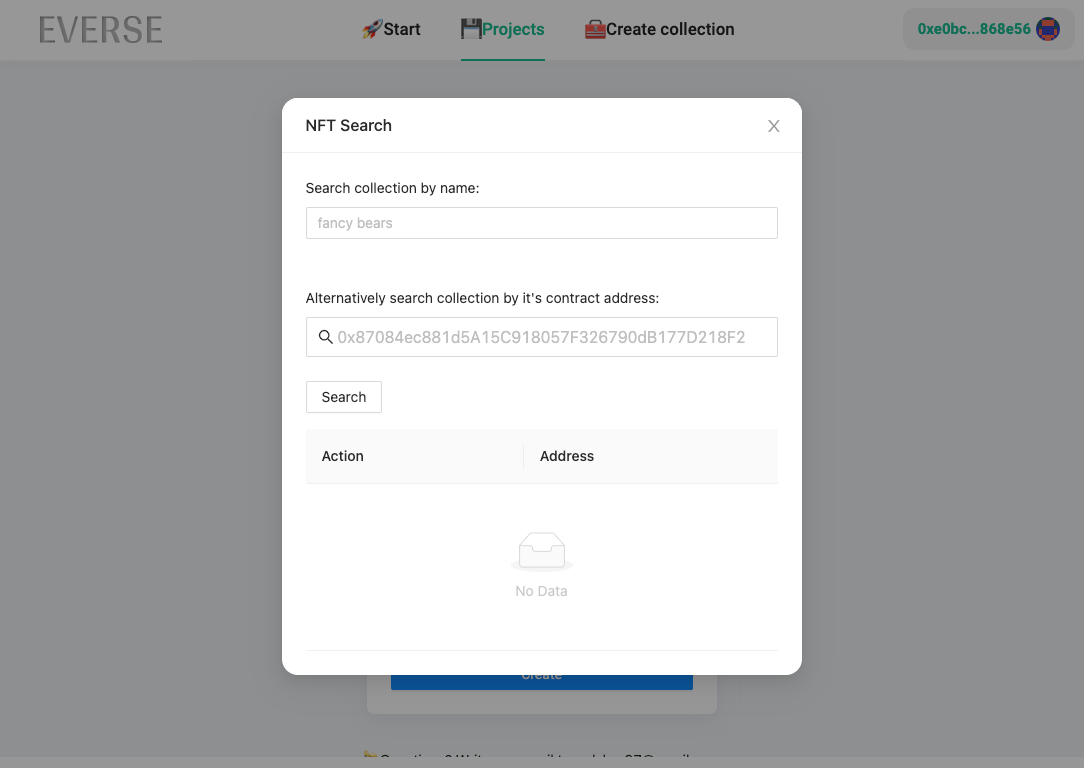 EVERSE
🚀Start
💾Projects
🧰Create collection
0xe0bc...868e56
NFT Search
Search collection by name:
fancy bears
Alternatively search collection by it's contract address:
0x87084ec881d5A15C918057F326790dB177D218F2
Search
Action
Address
No Data
Create